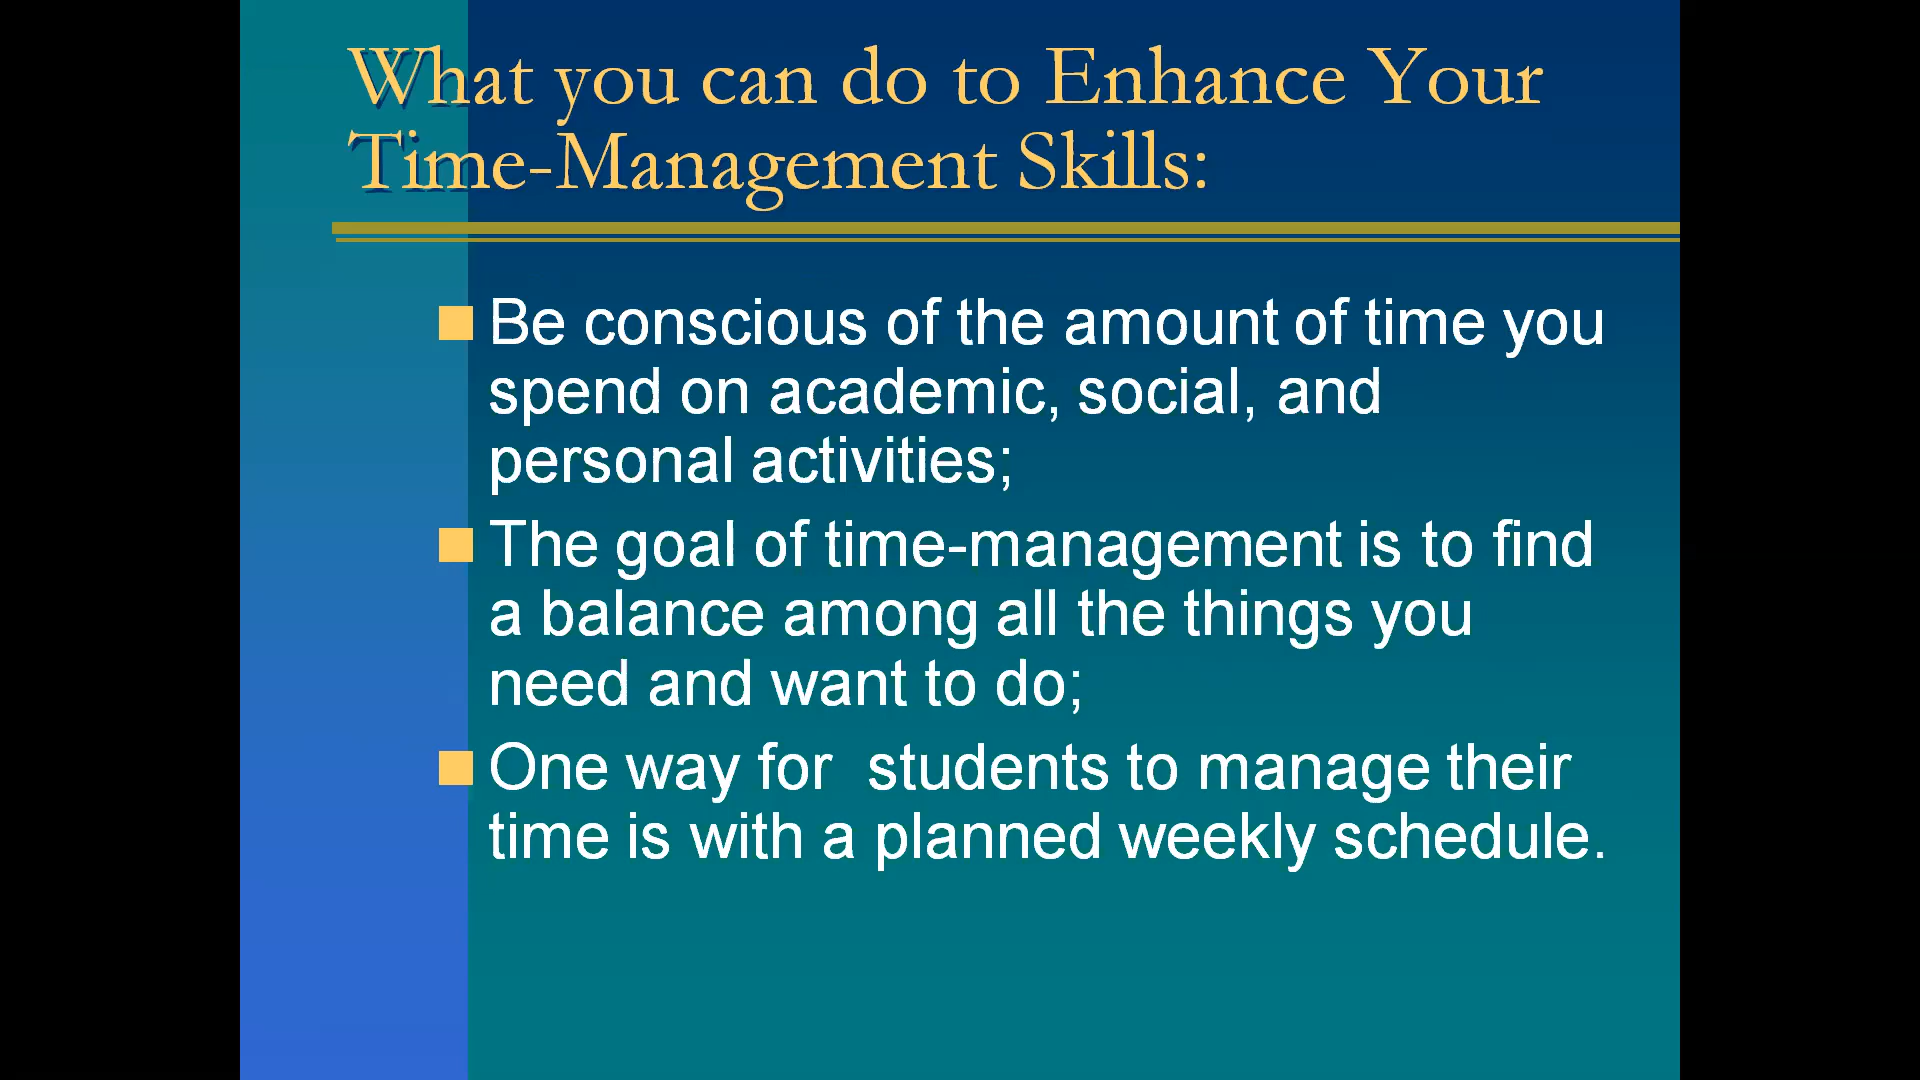 What you can do to Enhance Your
Time-Management Skills:
Be conscious of the amount of time you
spend on academic, social, and
personal activities;
The goal of time-management is to find
a balance among all the things you
need and want to do;
One way for  students to manage their
time is with a planned weekly schedule.